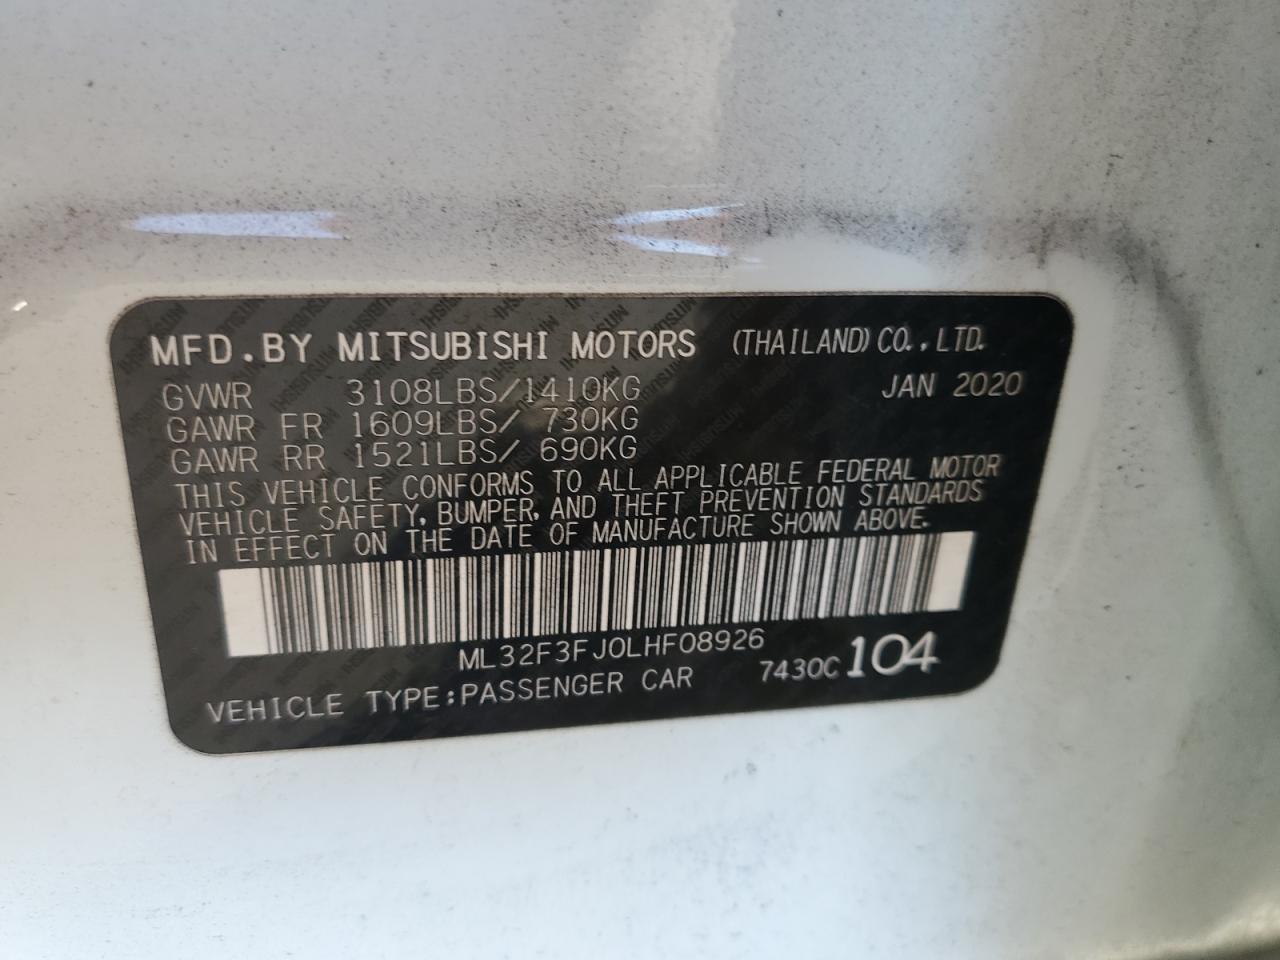 MFD.BY MITSUBISHI MOTORS (THAILAND) CO.,LTD.
GVWR 3108LBS/1410KG JAN 2020
GAWR FR 1609LBS/ 730KG
GAWR RR 1521LBS/ 690KG
THIS VEHICLE CONFORMS TO ALL APPLICABLE FEDERAL MOTOR
VEHICLE SAFETY, BUMPER, AND THEFT PREVENTION STANDARDS
IN EFFECT ON THE DATE OF MANUFACTURE SHOWN ABOVE.
ML32F3FJ0LHF08926
VEHICLE TYPE:PASSENGER CAR 7430C 104